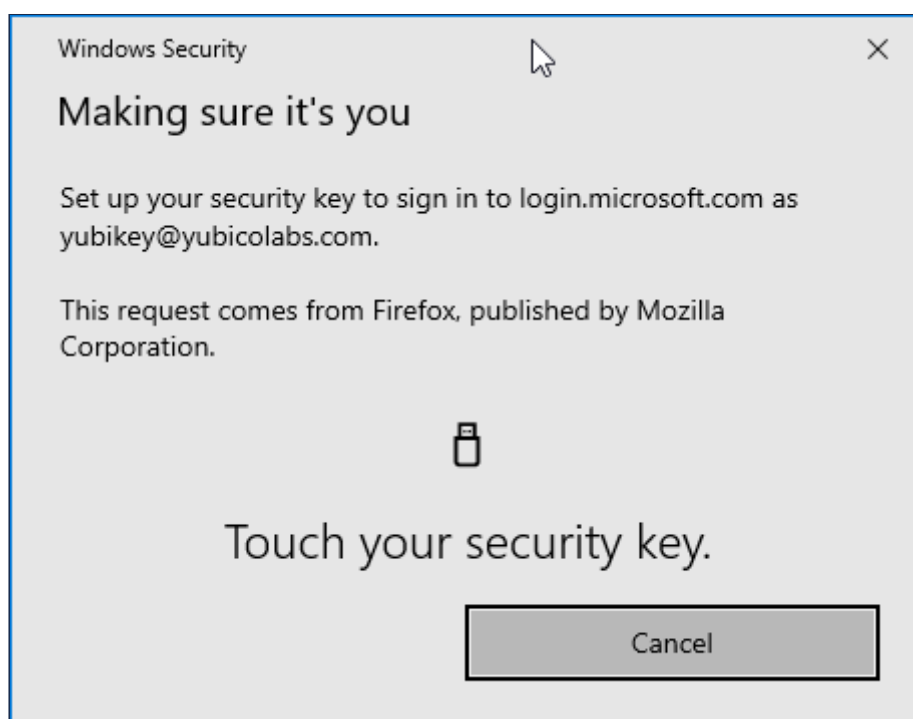 Windows Security
Making sure it's you
Set up your security key to sign in to login.microsoft.com as
yubikey@yubicolabs.com.
This request comes from Firefox, published by Mozilla
Corporation.
Touch your security key.
Cancel